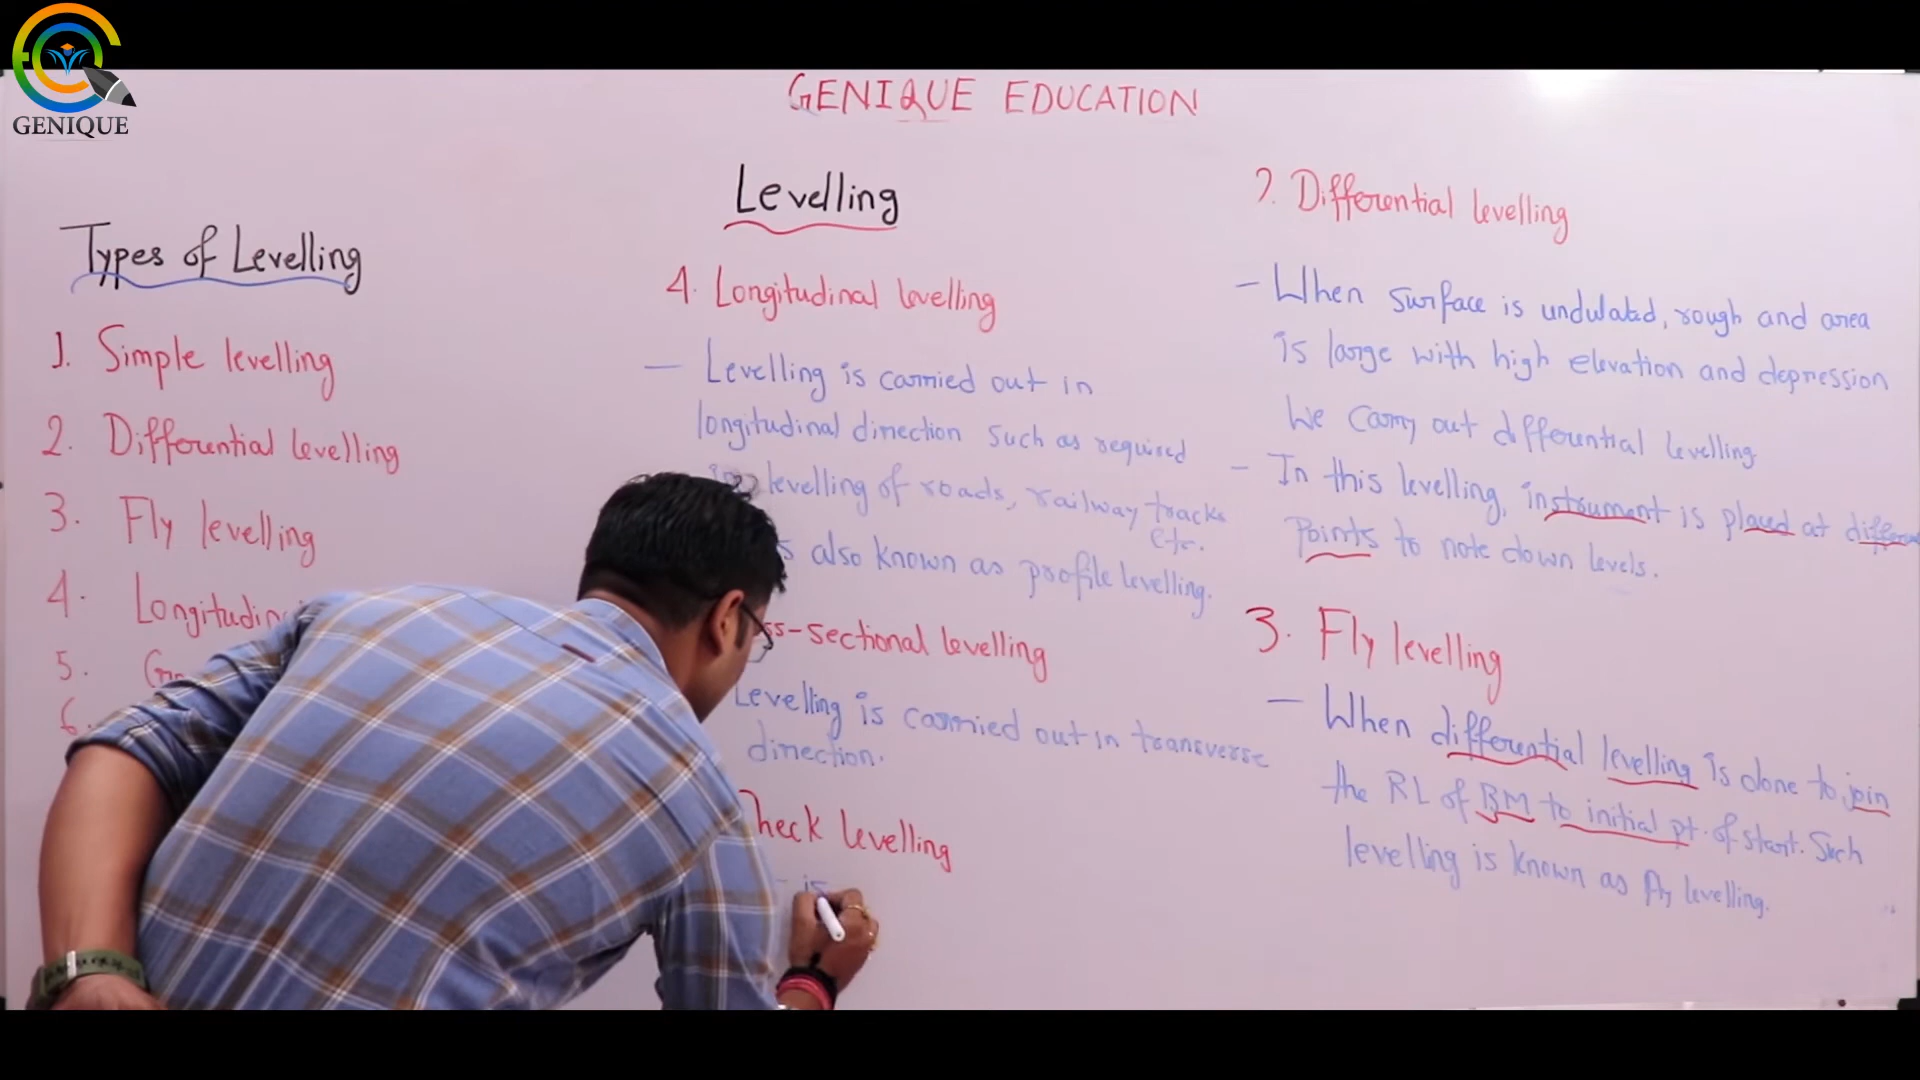 GENIQUE
GENIQUE EDUCATION
Levelling
Types of Levelling
1. Simple levelling
2. Differential levelling
3. Fly levelling
4. Longitudin
5.
6.
4. Longitudinal levelling
– Levelling is carried out in
longitudinal direction such as required
levelling of roads, railway tracks
etc.
also known as profile levelling.
ss-sectional levelling
Levelling is carried out in transverse
direction.
heck levelling
– is
2. Differential levelling
– When surface is undulated, rough and area
is large with high elevation and depression
we carry out differential levelling
– In this levelling, instrument is placed at different
points to note down levels.
3. Fly levelling
– When differential levelling is done to join
the RL of BM to initial pt. of start. Such
levelling is known as fly levelling.